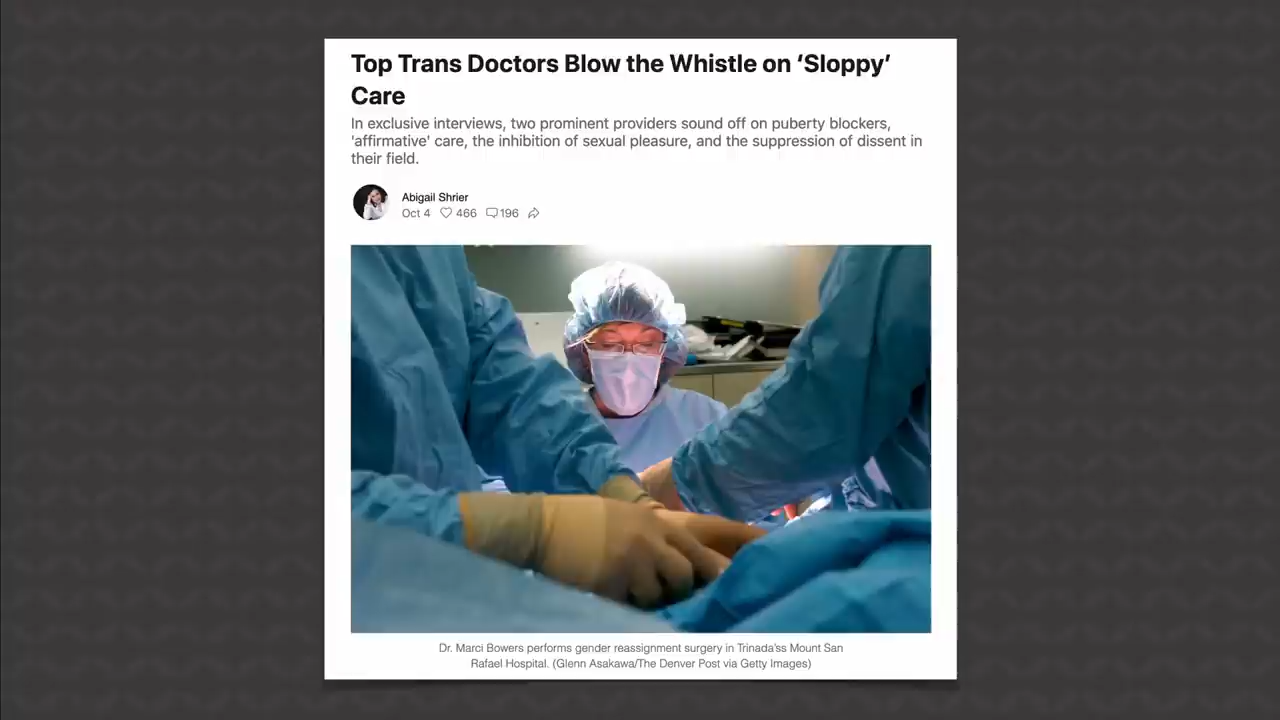 Top Trans Doctors Blow the Whistle on ‘Sloppy’
Care
In exclusive interviews, two prominent providers sound off on puberty blockers,
'affirmative' care, the inhibition of sexual pleasure, and the suppression of dissent in
their field.
Abigail Shrier
Oct 4 466 196
Dr. Marci Bowers performs gender reassignment surgery in Trinada'ss Mount San
Rafael Hospital. (Glenn Asakawa/The Denver Post via Getty Images)